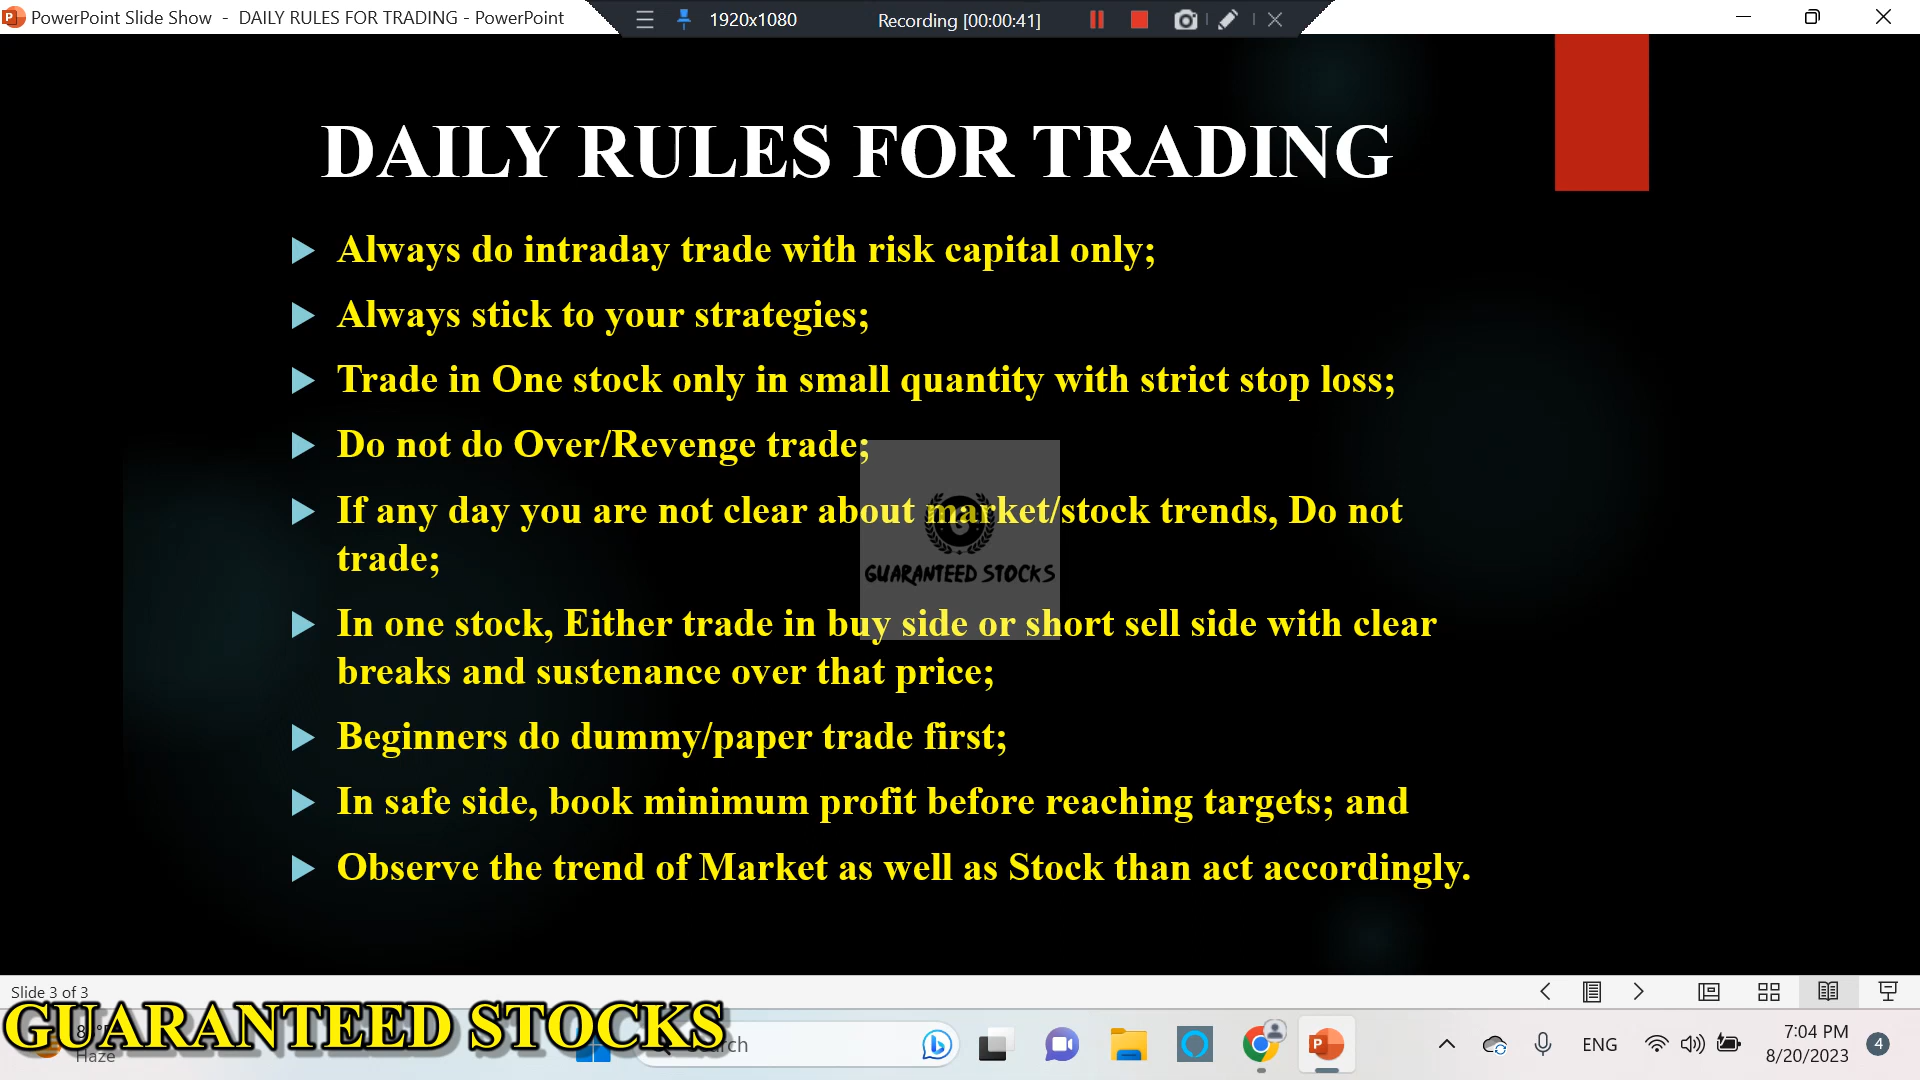 PowerPoint Slide Show - DAILY RULES FOR TRADING - PowerPoint
1920x1080
Recording [00:00:41]
DAILY RULES FOR TRADING
Always do intraday trade with risk capital only;
Always stick to your strategies;
Trade in One stock only in small quantity with strict stop loss;
Do not do Over/Revenge trade;
If any day you are not clear about market/stock trends, Do not
trade;
GUARANTEED STOCKS
In one stock, Either trade in buy side or short sell side with clear
breaks and sustenance over that price;
Beginners do dummy/paper trade first;
In safe side, book minimum profit before reaching targets; and
Observe the trend of Market as well as Stock than act accordingly.
Slide 3 of 3
GUARANTEED STOCKS
Haze
ENG
7:04 PM
8/20/2023
4